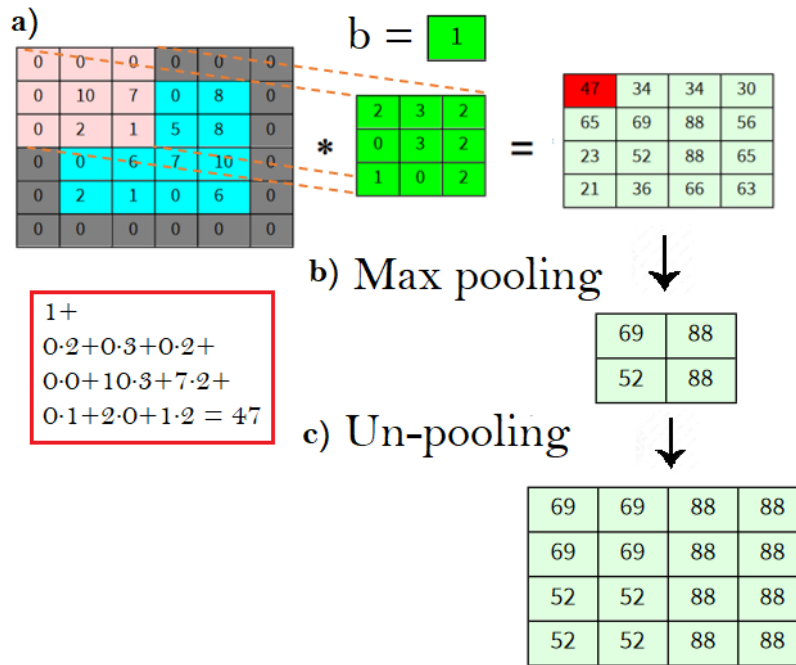 a)
b = 1
0 0 0 0 0 0
0 10 7 0 8 0
0 2 1 5 8 0
0 0 6 7 10 0
0 2 1 0 6 0
0 0 0 0 0 0
*
2 3 2
0 3 2
1 0 2
=
47 34 34 30
65 69 88 56
23 52 88 65
21 36 66 63
b) Max pooling
1+
0·2+0·3+0·2+
0·0+10·3+7·2+
0·1+2·0+1·2 = 47
69 88
52 88
c) Un-pooling
69 69 88 88
69 69 88 88
52 52 88 88
52 52 88 88